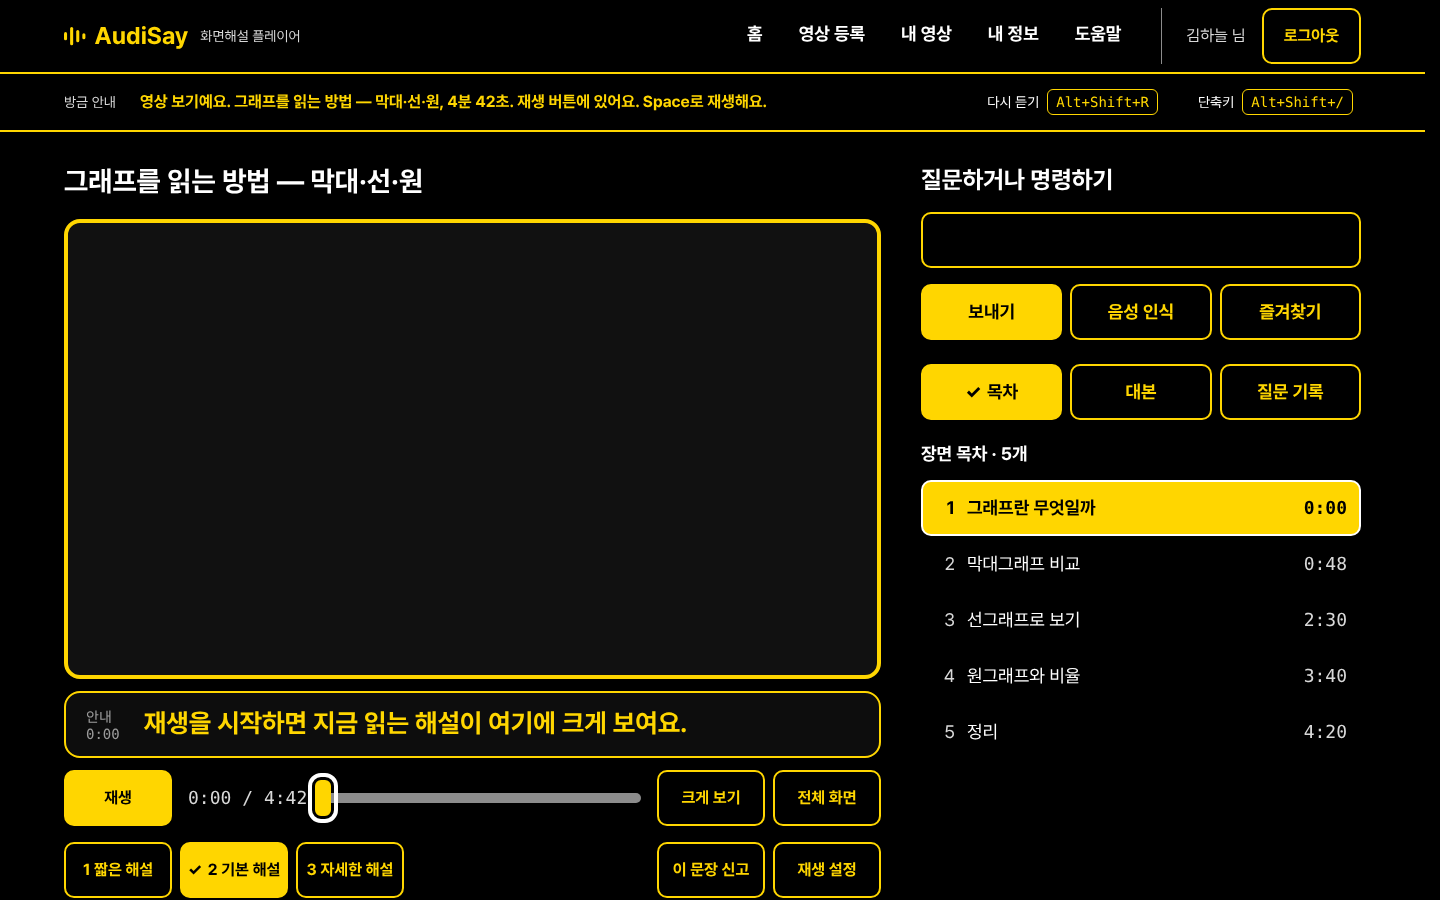 AudiSay 화면해설 플레이어
홈 영상 등록 내 영상 내 정보 도움말 김하늘 님 로그아웃
방금 안내 영상 보기예요. 그래프를 읽는 방법 — 막대·선·원, 4분 42초. 재생 버튼에 있어요. Space로 재생해요. 다시 듣기 Alt+Shift+R 단축키 Alt+Shift+/
그래프를 읽는 방법 — 막대·선·원
안내
0:00
재생을 시작하면 지금 읽는 해설이 여기에 크게 보여요.
재생 0:00 / 4:42 크게 보기 전체 화면
1 짧은 해설 ✓ 2 기본 해설 3 자세한 해설 이 문장 신고 재생 설정
질문하거나 명령하기
보내기 음성 인식 즐겨찾기
✓ 목차 대본 질문 기록
장면 목차 · 5개
1 그래프란 무엇일까 0:00
2 막대그래프 비교 0:48
3 선그래프로 보기 2:30
4 원그래프와 비율 3:40
5 정리 4:20